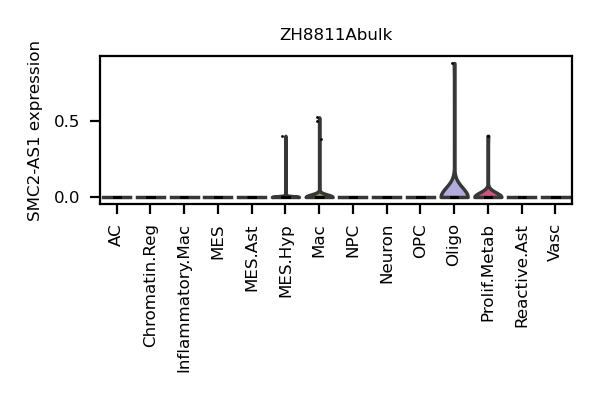 ZH8811Abulk
SMC2-AS1 expression
0.5
0.0
AC
Chromatin.Reg
Inflammatory.Mac
MES
MES.Ast
MES.Hyp
Mac
NPC
Neuron
OPC
Oligo
Prolif.Metab
Reactive.Ast
Vasc